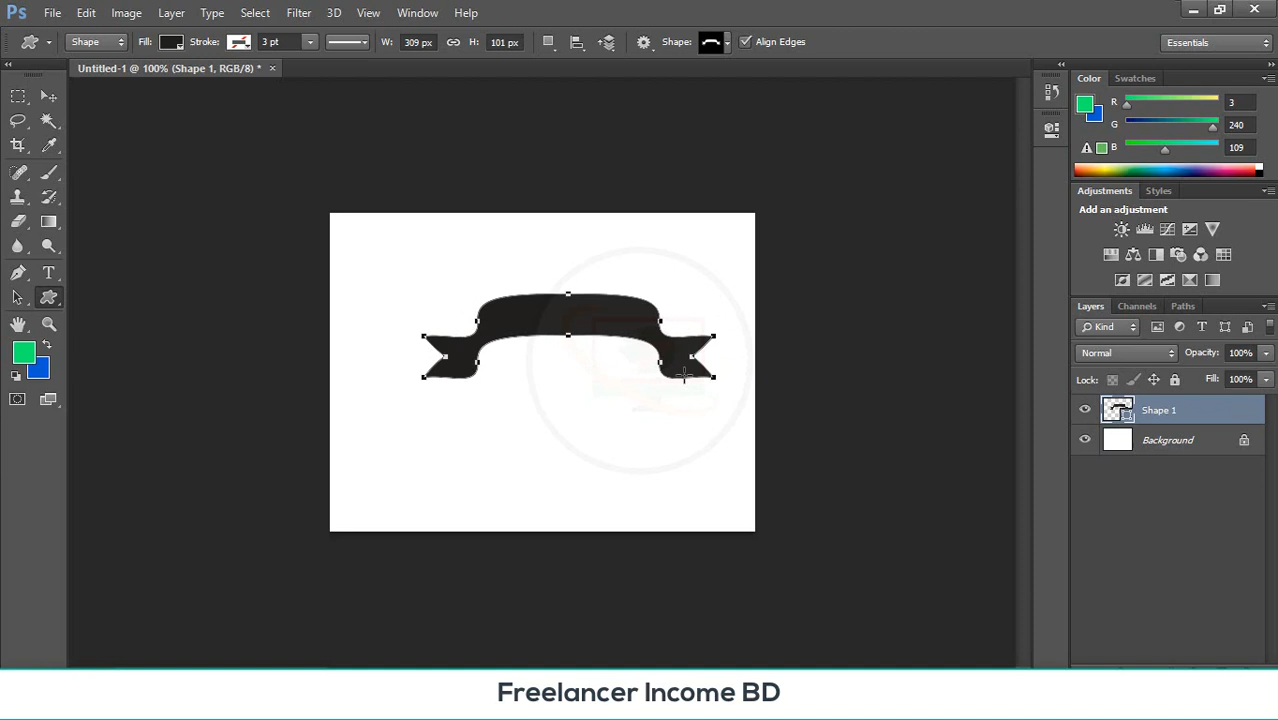 Ps File Edit Image Layer Type Select Filter 3D View Window Help
Shape Fill: Stroke: 3 pt W: 309 px H: 101 px Shape: Align Edges Essentials
Untitled-1 @ 100% (Shape 1, RGB/8) * ×
Color Swatches
R 3
G 240
B 109
Adjustments Styles
Add an adjustment
Layers Channels Paths
Kind
Normal Opacity: 100%
Lock: Fill: 100%
Shape 1
Background
Freelancer Income BD